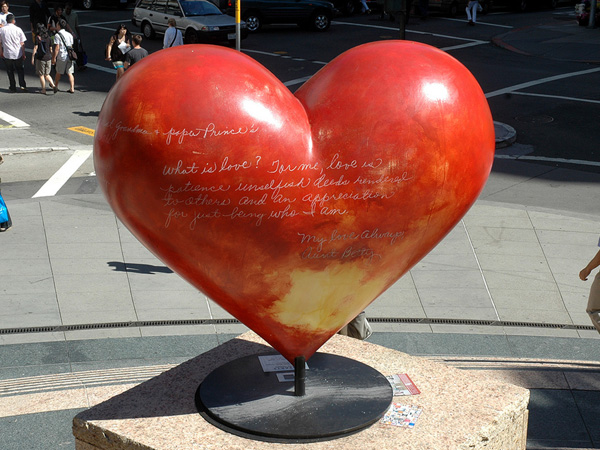 Grandma + papa Prince's
What is love? For me, love is
patience unselfish deeds rendered
to others and an appreciation
for just being who I am.
My love Always
Aunt Betty